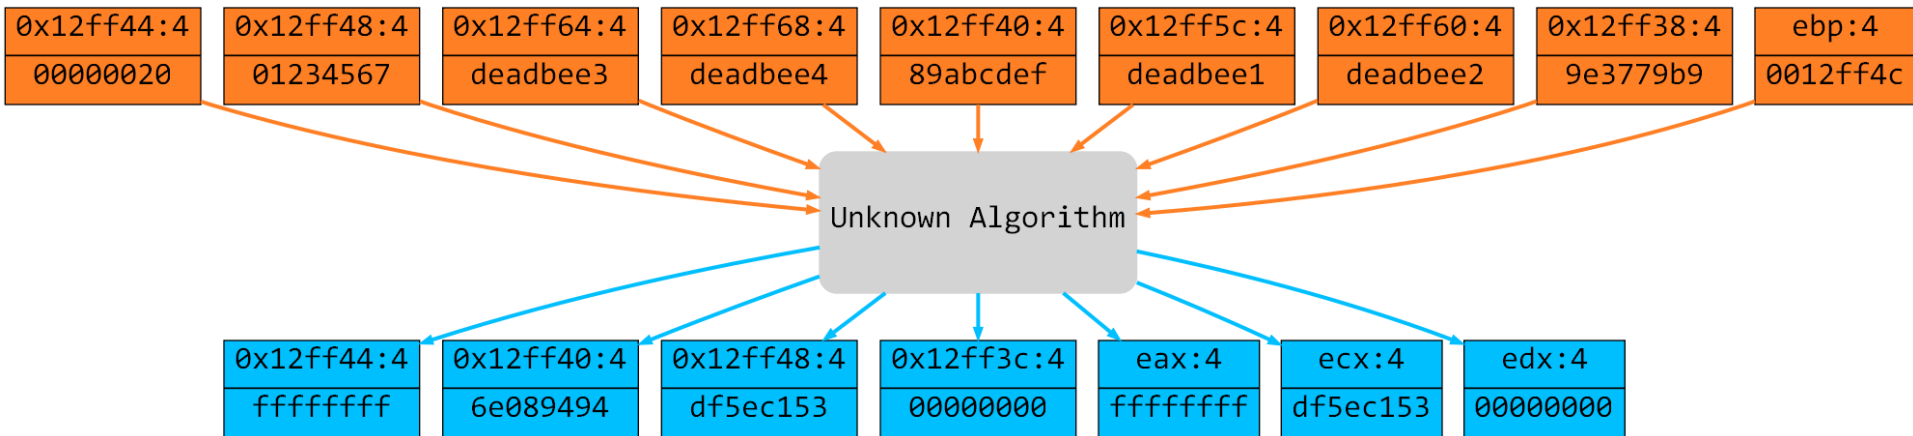 0x12ff44:4 0x12ff48:4 0x12ff64:4 0x12ff68:4 0x12ff40:4 0x12ff5c:4 0x12ff60:4 0x12ff38:4 ebp:4
00000020 01234567 deadbee3 deadbee4 89abcdef deadbee1 deadbee2 9e3779b9 0012ff4c
Unknown Algorithm
0x12ff44:4 0x12ff40:4 0x12ff48:4 0x12ff3c:4 eax:4 ecx:4 edx:4
ffffffff 6e089494 df5ec153 00000000 ffffffff df5ec153 00000000